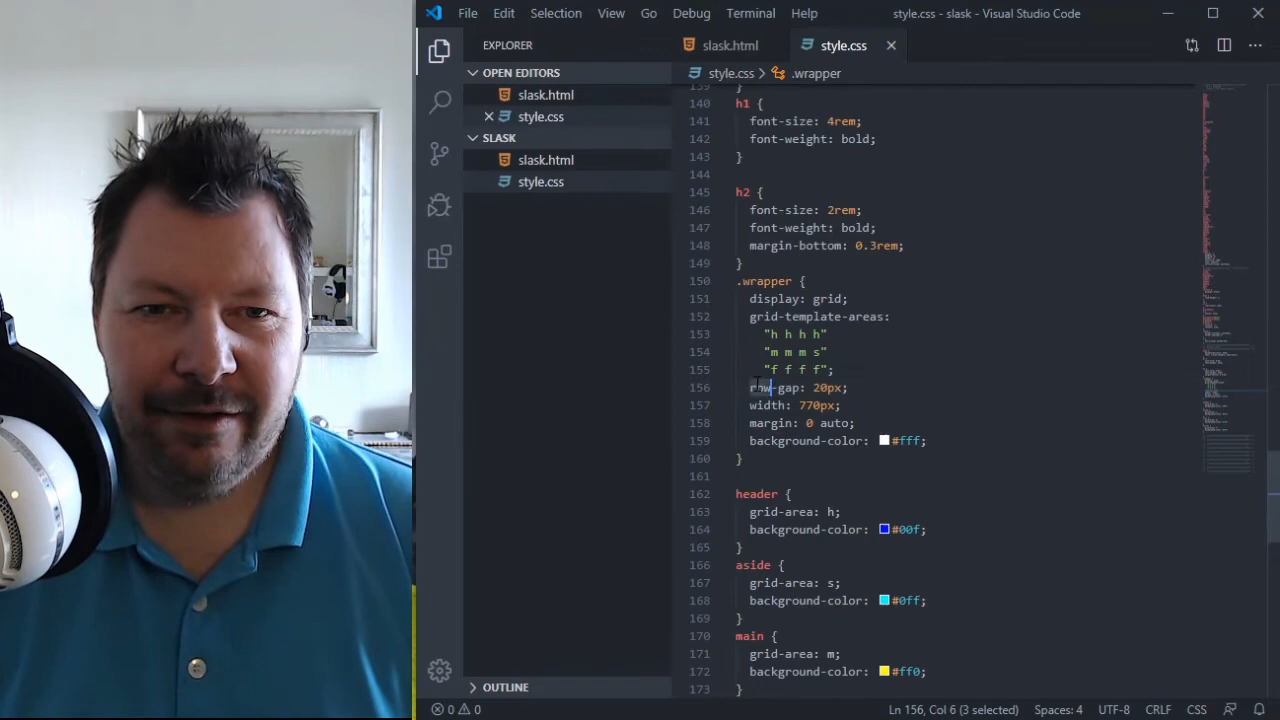 File Edit Selection View Go Debug Terminal Help
style.css - slask - Visual Studio Code
EXPLORER
OPEN EDITORS
slask.html
style.css
SLASK
slask.html
style.css
OUTLINE
slask.html
style.css
style.css > .wrapper
139 }
140 h1 {
141 font-size: 4rem;
142 font-weight: bold;
143 }
144
145 h2 {
146 font-size: 2rem;
147 font-weight: bold;
148 margin-bottom: 0.3rem;
149 }
150 .wrapper {
151 display: grid;
152 grid-template-areas:
153 "h h h h"
154 "m m m s"
155 "f f f f";
156 row-gap: 20px;
157 width: 770px;
158 margin: 0 auto;
159 background-color: #fff;
160 }
161
162 header {
163 grid-area: h;
164 background-color: #00f;
165 }
166 aside {
167 grid-area: s;
168 background-color: #0ff;
169 }
170 main {
171 grid-area: m;
172 background-color: #ff0;
173 }
0 0
Ln 156, Col 6 (3 selected) Spaces: 4 UTF-8 CRLF CSS